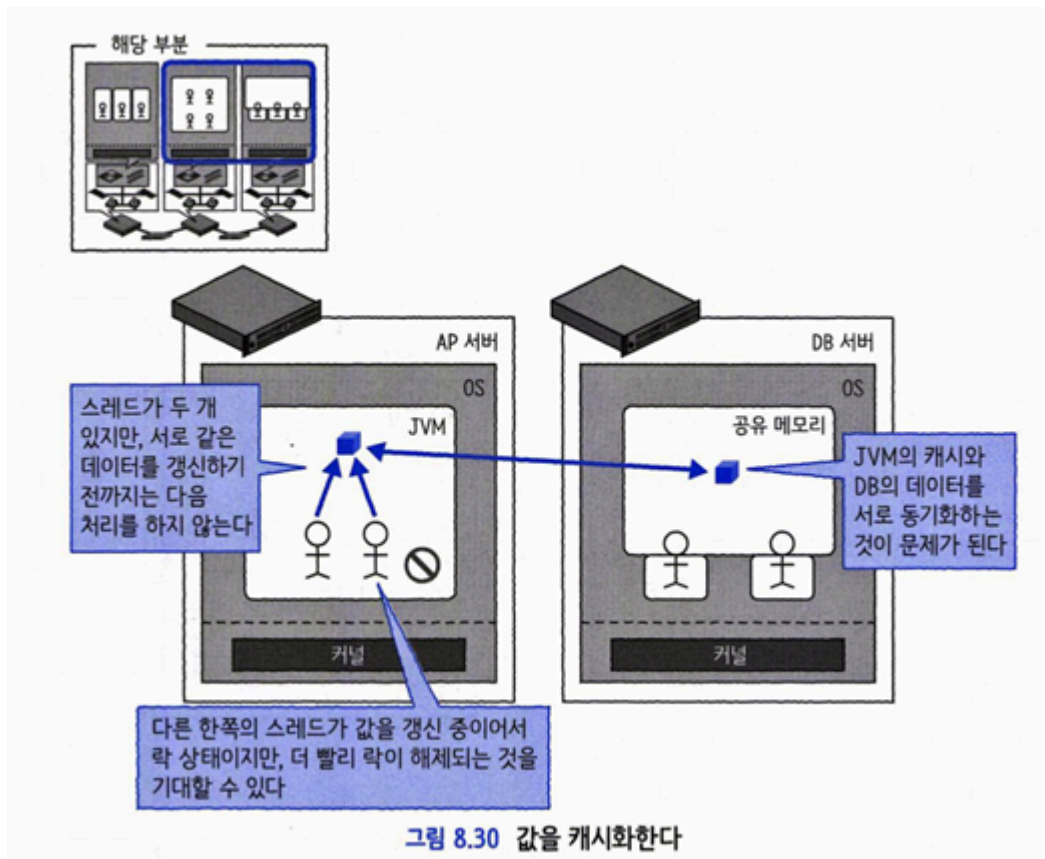 해당 부분
AP 서버
DB 서버
OS
OS
스레드가 두 개
있지만, 서로 같은
데이터를 갱신하기
전까지는 다음
처리를 하지 않는다
JVM
공유 메모리
JVM의 캐시와
DB의 데이터를
서로 동기화하는
것이 문제가 된다
커널
커널
다른 한쪽의 스레드가 값을 갱신 중이어서
락 상태이지만, 더 빨리 락이 해제되는 것을
기대할 수 있다
그림 8.30 값을 캐시화한다